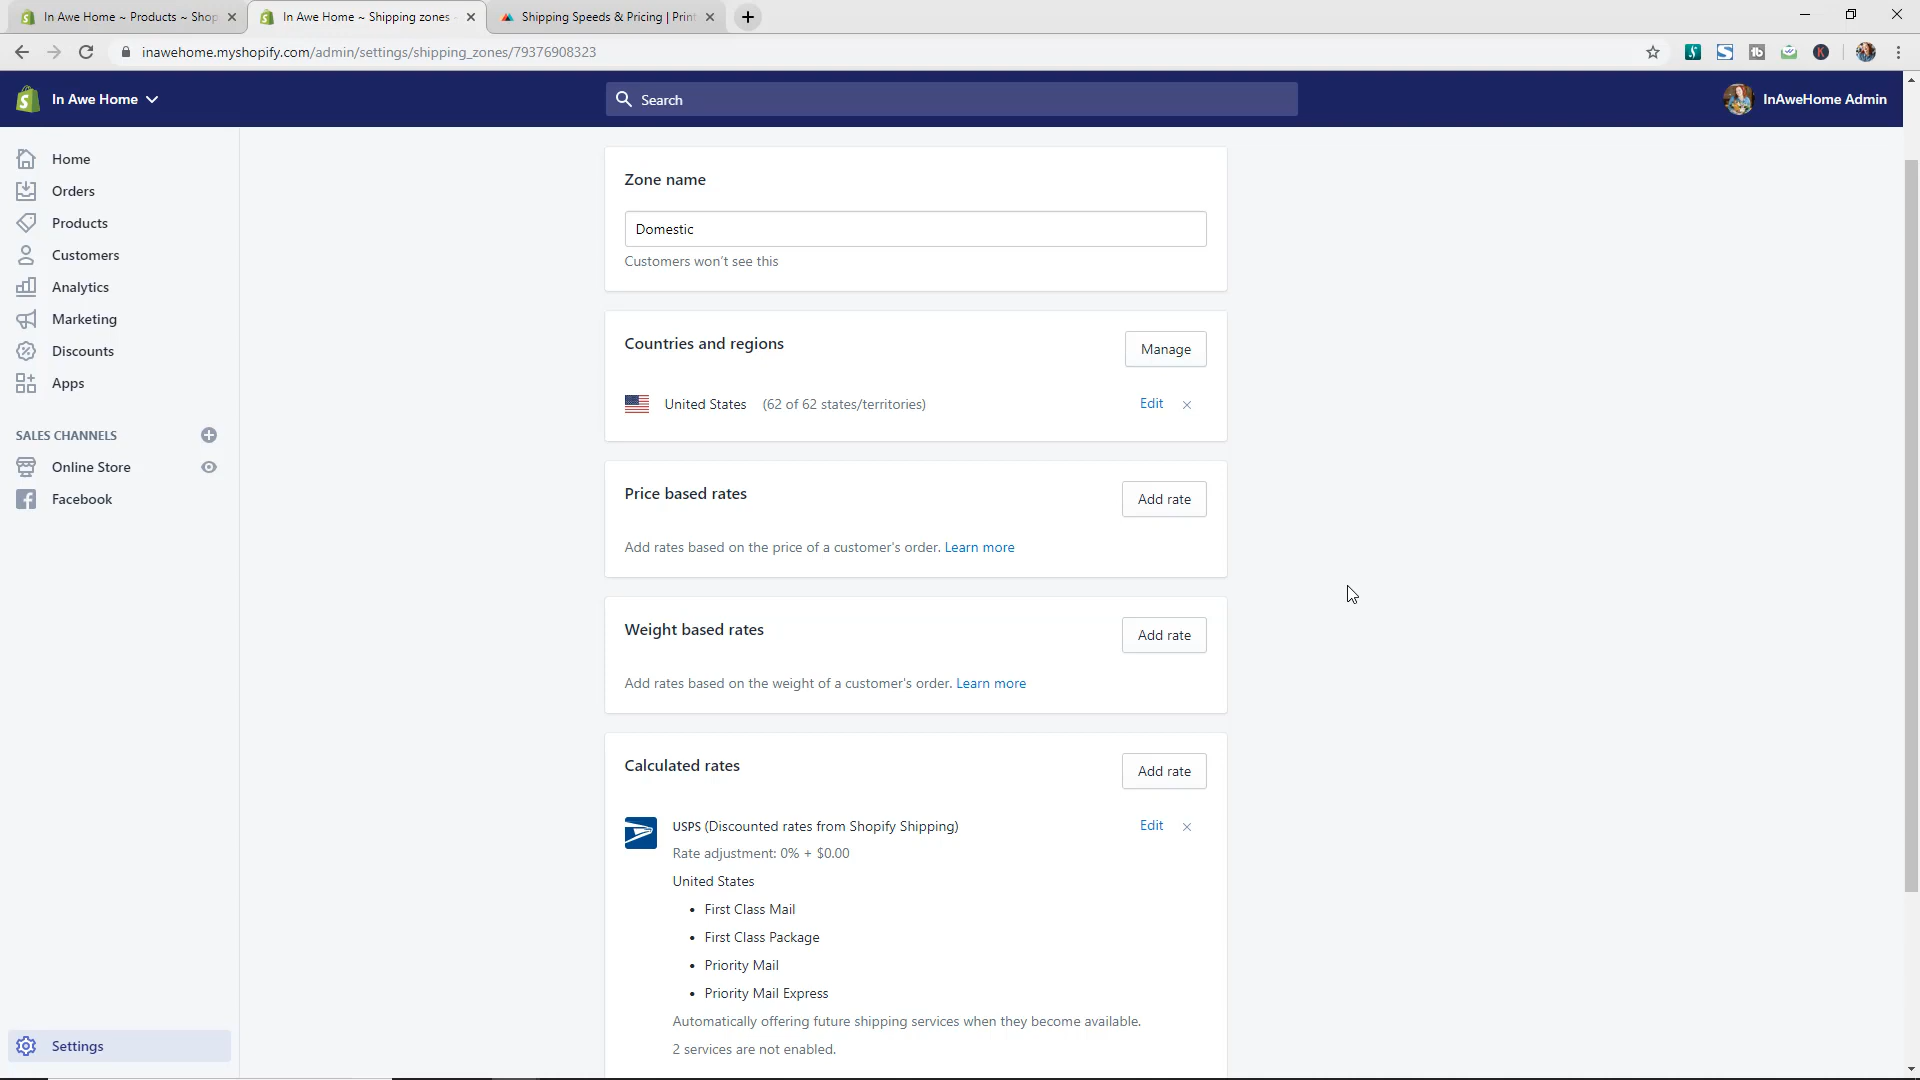 In Awe Home ~ Products ~ Shop
In Awe Home ~ Shipping zones
Shipping Speeds & Pricing | Print
inawehome.myshopify.com/admin/settings/shipping_zones/79376908323
In Awe Home
Search
InAweHome Admin
Home
Orders
Products
Customers
Analytics
Marketing
Discounts
Apps
SALES CHANNELS
Online Store
Facebook
Settings
Zone name
Domestic
Customers won't see this
Countries and regions
Manage
United States (62 of 62 states/territories) Edit
Price based rates
Add rate
Add rates based on the price of a customer's order. Learn more
Weight based rates
Add rate
Add rates based on the weight of a customer's order. Learn more
Calculated rates
Add rate
USPS (Discounted rates from Shopify Shipping) Edit
Rate adjustment: 0% + $0.00
United States
• First Class Mail
• First Class Package
• Priority Mail
• Priority Mail Express
Automatically offering future shipping services when they become available.
2 services are not enabled.